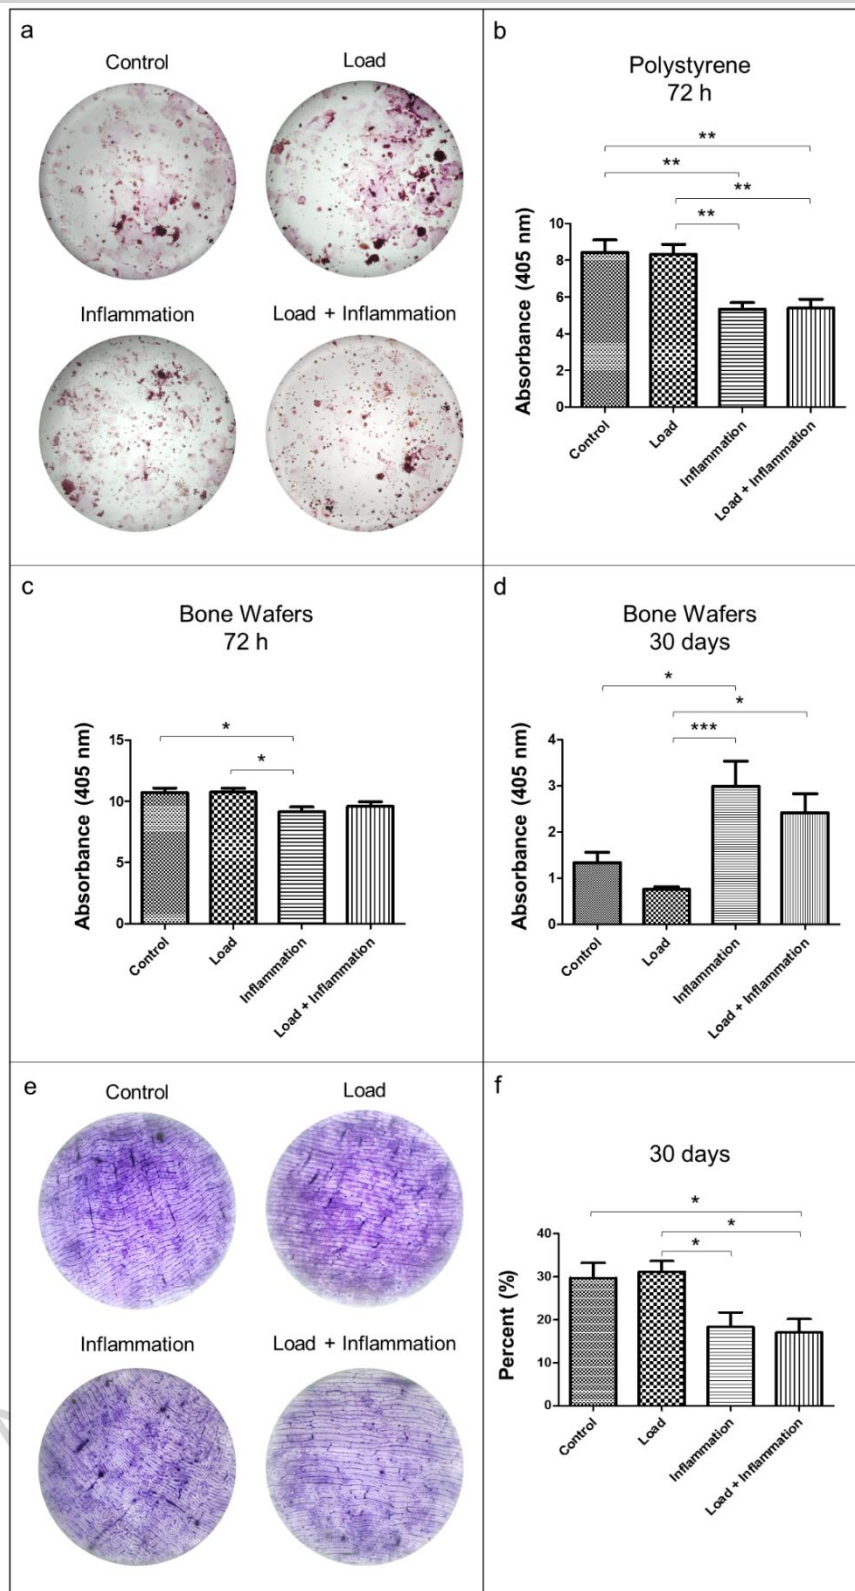 a
Control
Load
Inflammation
Load + Inflammation
b
Polystyrene
72 h
**
**
**
**
Absorbance (405 nm)
10
8
6
4
2
0
Control
Load
Inflammation
Load + Inflammation
c
Bone Wafers
72 h
*
*
Absorbance (405 nm)
15
10
5
0
Control
Load
Inflammation
Load + Inflammation
d
Bone Wafers
30 days
*
*
***
Absorbance (405 nm)
4
3
2
1
0
Control
Load
Inflammation
Load + Inflammation
e
Control
Load
Inflammation
Load + Inflammation
f
30 days
*
*
*
Percent (%)
40
30
20
10
0
Control
Load
Inflammation
Load + Inflammation